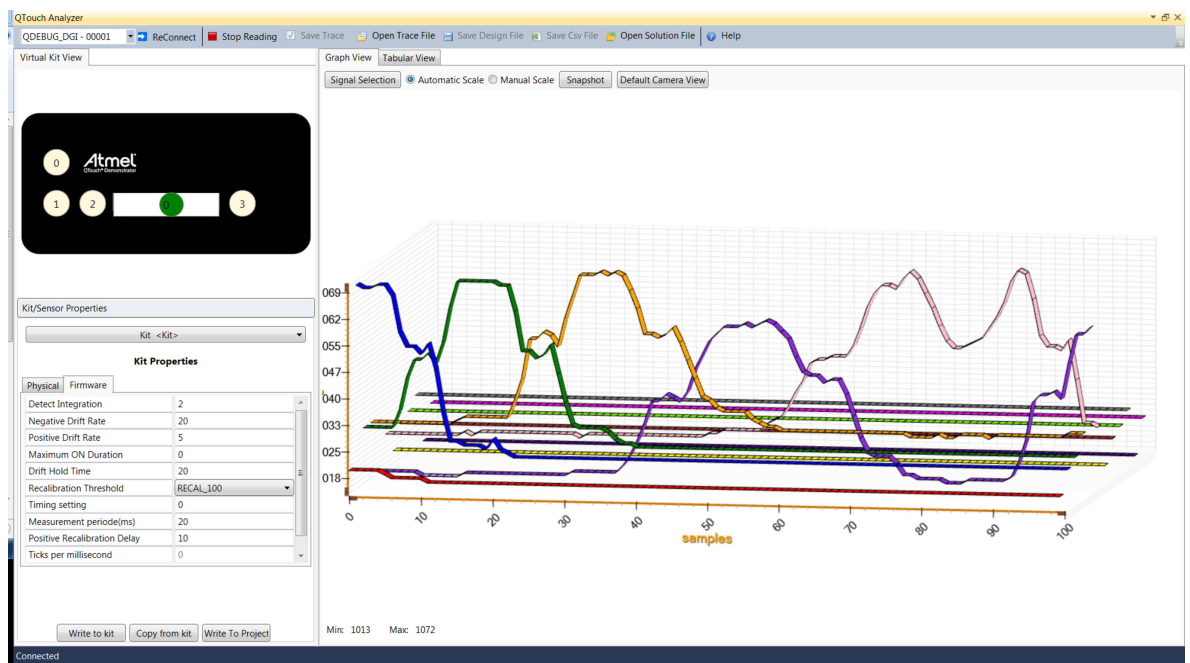 QTouch Analyzer
QDEBUG_DGI - 00001 ReConnect Stop Reading Save Trace Open Trace File Save Design File Save Csv File Open Solution File Help
Virtual Kit View
Graph View Tabular View
Signal Selection Automatic Scale Manual Scale Snapshot Default Camera View
0
Atmel
QTouch® Demonstrator
1 2 0 3
Kit/Sensor Properties
Kit <Kit>
Kit Properties
Physical Firmware
Detect Integration 2
Negative Drift Rate 20
Positive Drift Rate 5
Maximum ON Duration 0
Drift Hold Time 20
Recalibration Threshold RECAL_100
Timing setting 0
Measurement periode(ms) 20
Positive Recalibration Delay 10
Ticks per millisecond 0
Write to kit Copy from kit Write To Project
069
062
055
047
040
033
025
018
0 10 20 30 40 50 60 70 80 90 100
samples
Min: 1013 Max: 1072
Connected